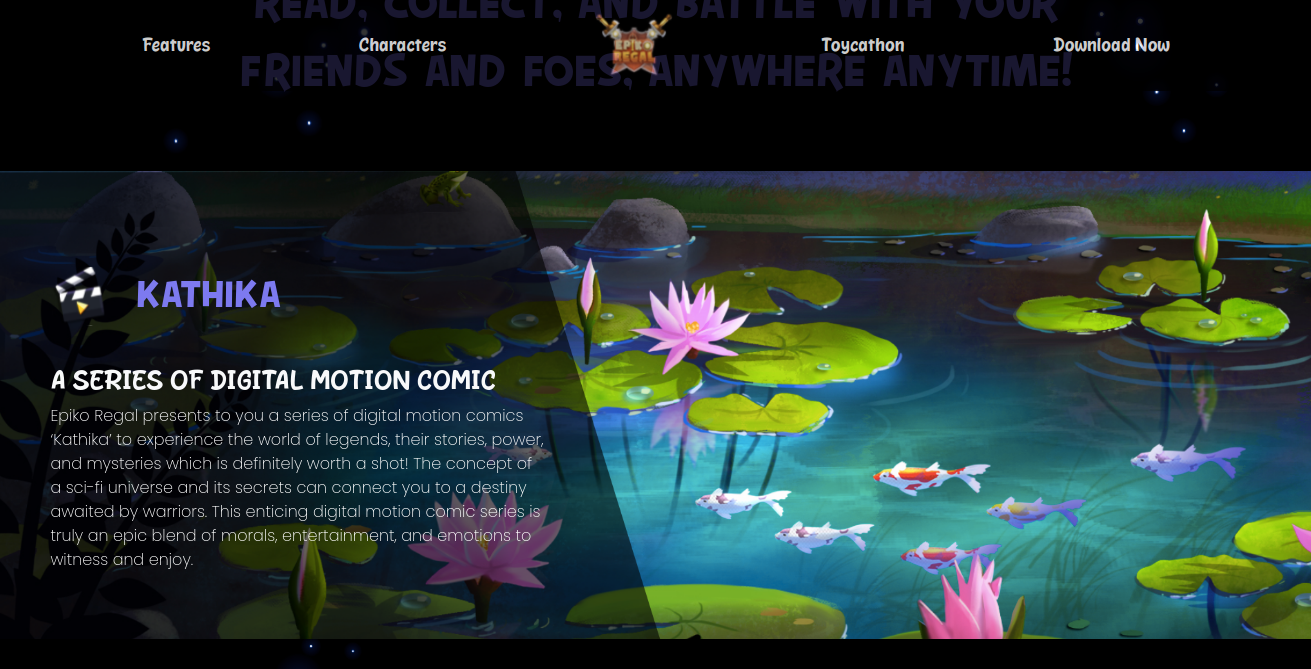 READ, COLLECT, AND BATTLE WITH YOUR
FRIENDS AND FOES, ANYWHERE ANYTIME!
Features
Characters
EPIKO
REGAL
Toycathon
Download Now
KATHIKA
A SERIES OF DIGITAL MOTION COMIC
Epiko Regal presents to you a series of digital motion comics
‘Kathika’ to experience the world of legends, their stories, power,
and mysteries which is definitely worth a shot! The concept of
a sci-fi universe and its secrets can connect you to a destiny
awaited by warriors. This enticing digital motion comic series is
truly an epic blend of morals, entertainment, and emotions to
witness and enjoy.